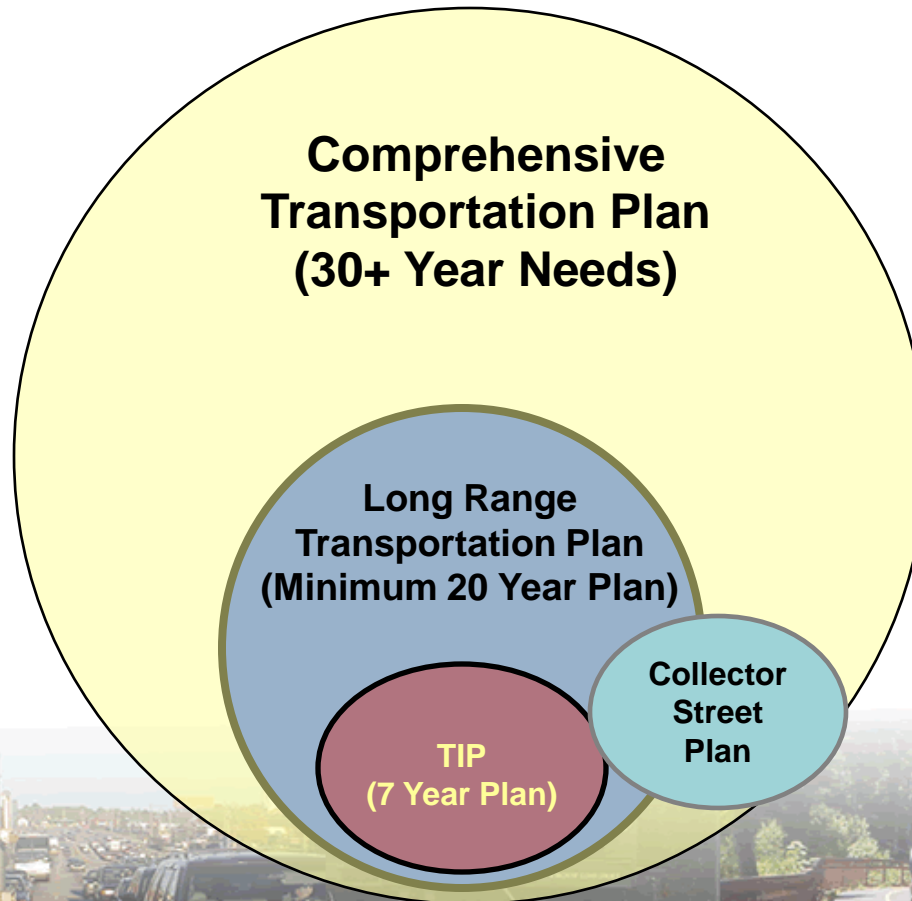 Comprehensive
Transportation Plan
(30+ Year Needs)
Long Range
Transportation Plan
(Minimum 20 Year Plan)
Collector
Street
Plan
TIP
(7 Year Plan)